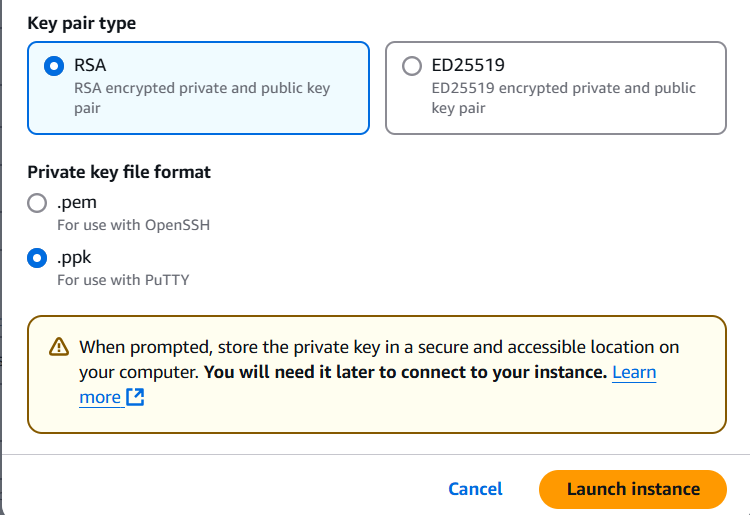 Key pair type
RSA
RSA encrypted private and public key
pair
ED25519
ED25519 encrypted private and public
key pair
Private key file format
.pem
For use with OpenSSH
.ppk
For use with PuTTY
When prompted, store the private key in a secure and accessible location on
your computer. You will need it later to connect to your instance. Learn
more
Cancel
Launch instance